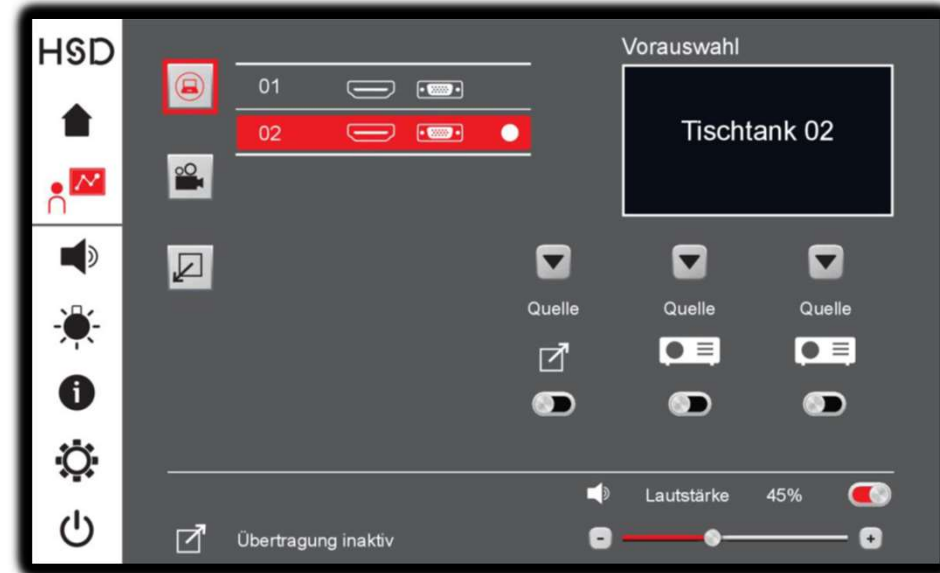 HSD
Vorauswahl
01
02
Tischtank 02
Quelle
Quelle
Quelle
Lautstärke 45%
Übertragung inaktiv